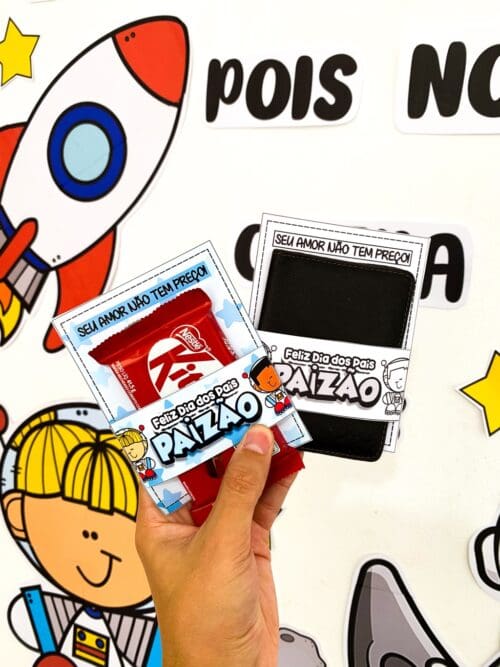 POIS NO
SEU AMOR NÃO TEM PREÇO!
Feliz Dia dos Pais
PAIZÃO
SEU AMOR NÃO TEM PREÇO!
Nestlé
Feliz Dia dos Pais
PAIZÃO